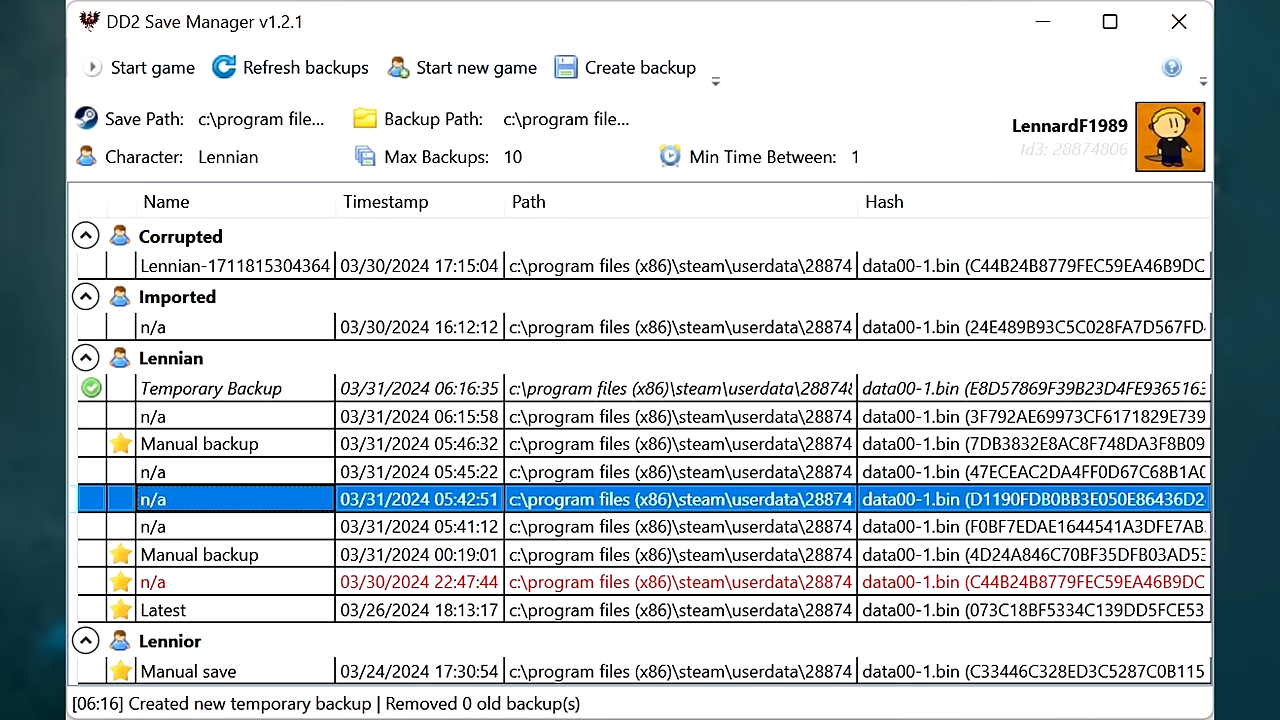 DD2 Save Manager v1.2.1
Start game Refresh backups Start new game Create backup
Save Path: c:\program file... Backup Path: c:\program file...
LennardF1989
Character: Lennian Max Backups: 10 Min Time Between: 1
Id3: 28874806
Name Timestamp Path Hash
Corrupted
Lennian-1711815304364 03/30/2024 17:15:04 c:\program files (x86)\steam\userdata\28874 data00-1.bin (C44B24B8779FEC59EA46B9DC
Imported
n/a 03/30/2024 16:12:12 c:\program files (x86)\steam\userdata\28874 data00-1.bin (24E489B93C5C028FA7D567FD
Lennian
Temporary Backup 03/31/2024 06:16:35 c:\program files (x86)\steam\userdata\28874 data00-1.bin (E8D57869F39B23D4FE9365163
n/a 03/31/2024 06:15:58 c:\program files (x86)\steam\userdata\28874 data00-1.bin (3F792AE69973CF6171829E739
Manual backup 03/31/2024 05:46:32 c:\program files (x86)\steam\userdata\28874 data00-1.bin (7DB3832E8AC8F748DA3F8B09
n/a 03/31/2024 05:45:22 c:\program files (x86)\steam\userdata\28874 data00-1.bin (47ECEAC2DA4FF0D67C68B1A0
n/a 03/31/2024 05:42:51 c:\program files (x86)\steam\userdata\28874 data00-1.bin (D1190FDB0BB3E050E86436D2
n/a 03/31/2024 05:41:12 c:\program files (x86)\steam\userdata\28874 data00-1.bin (F0BF7EDAE1644541A3DFE7AB
Manual backup 03/31/2024 00:19:01 c:\program files (x86)\steam\userdata\28874 data00-1.bin (4D24A846C70BF35DFB03AD53
n/a 03/30/2024 22:47:44 c:\program files (x86)\steam\userdata\28874 data00-1.bin (C44B24B8779FEC59EA46B9DC
Latest 03/26/2024 18:13:17 c:\program files (x86)\steam\userdata\28874 data00-1.bin (073C18BF5334C139DD5FCE53
Lennior
Manual save 03/24/2024 17:30:54 c:\program files (x86)\steam\userdata\28874 data00-1.bin (C33446C328ED3C5287C0B115
[06:16] Created new temporary backup | Removed 0 old backup(s)